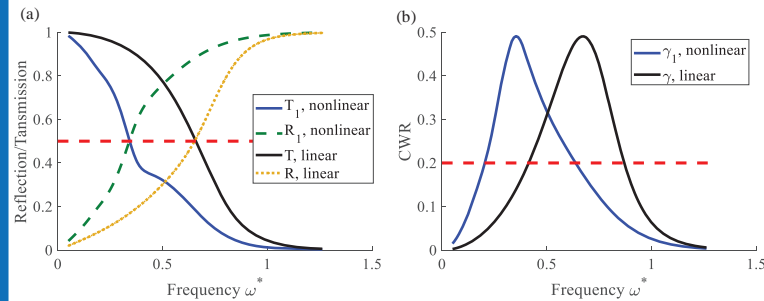 (a)
1
0.8
0.6
0.4
0.2
0
0
0.5
1
1.5
Reflection/Tansmission
Frequency ω*
T₁, nonlinear
R₁, nonlinear
T, linear
R, linear
(b)
0.5
0.4
0.3
0.2
0.1
0
0
0.5
1
1.5
CWR
Frequency ω*
γ₁, nonlinear
γ, linear